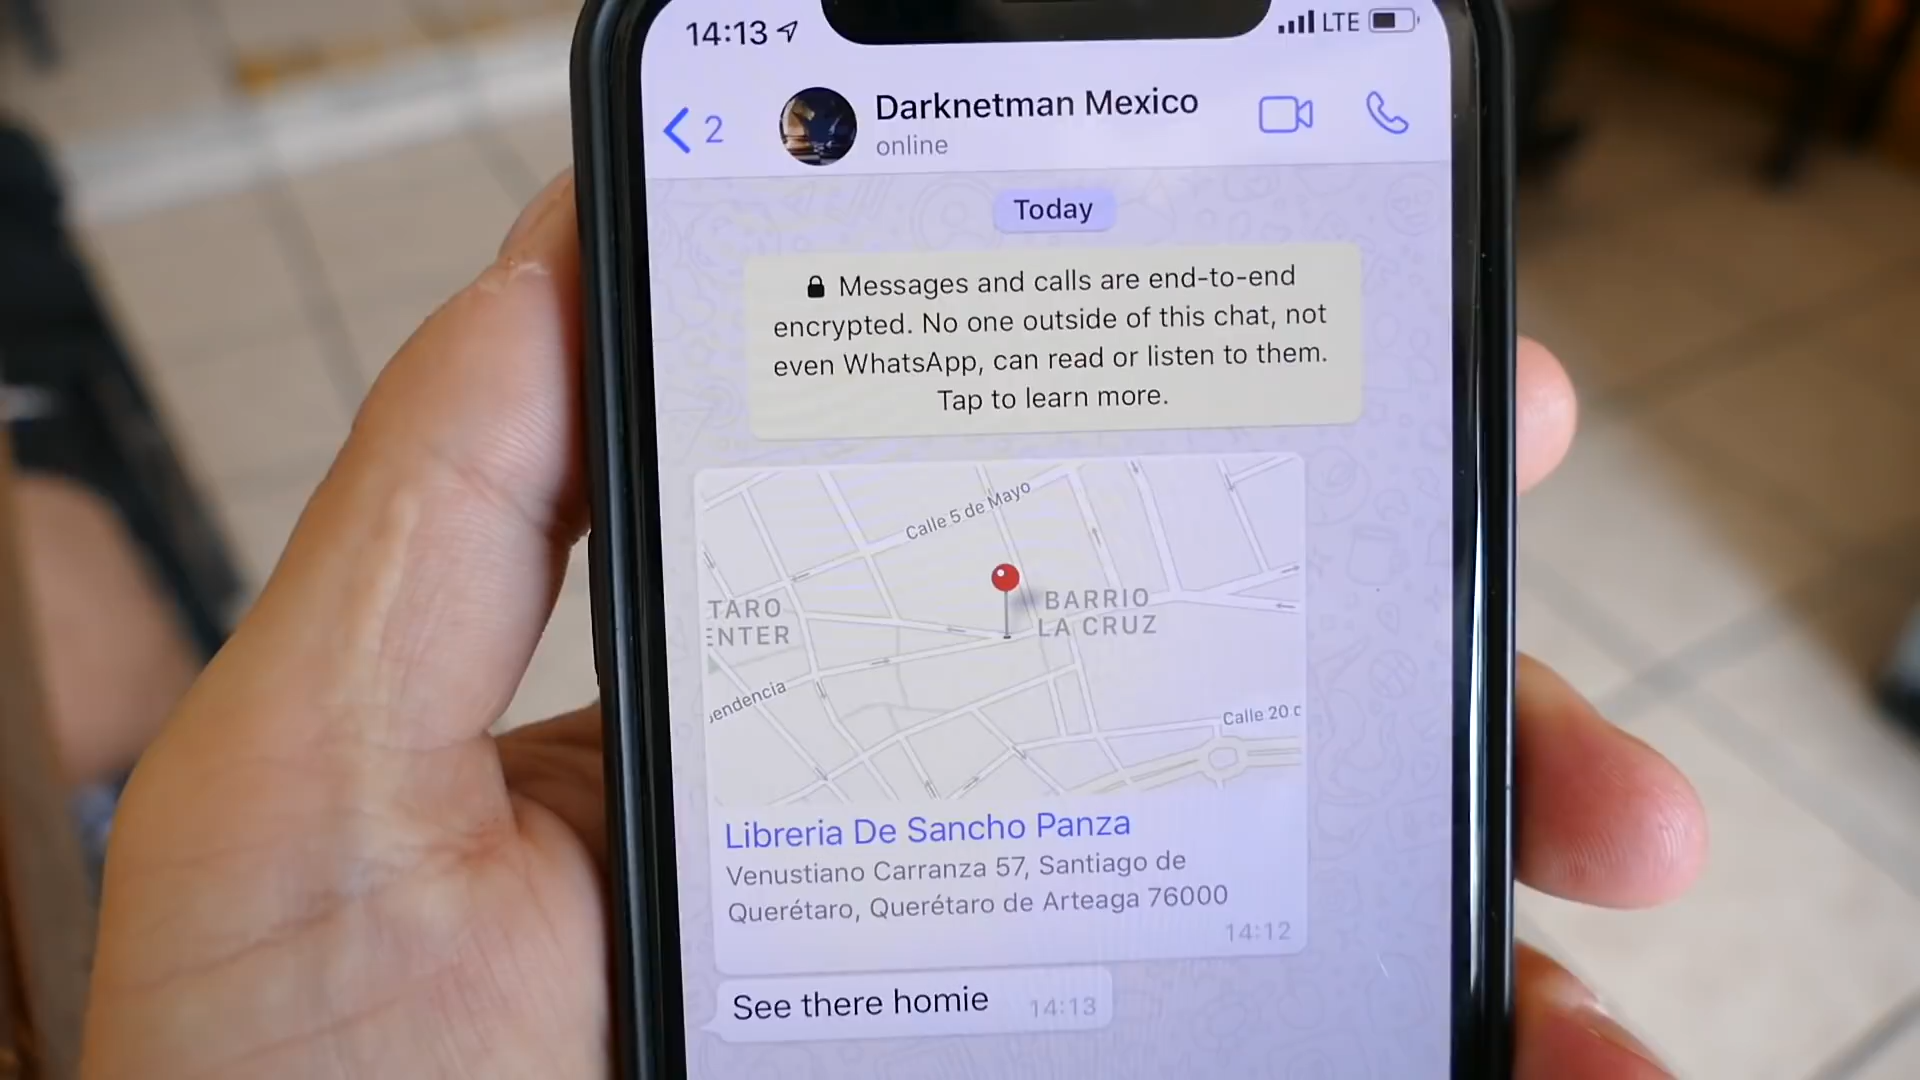 14:13
LTE
2
Darknetman Mexico
online
Today
Messages and calls are end-to-end
encrypted. No one outside of this chat, not
even WhatsApp, can read or listen to them.
Tap to learn more.
Calle 5 de Mayo
TARO
ENTER
BARRIO
LA CRUZ
endencia
Calle 20 c
Libreria De Sancho Panza
Venustiano Carranza 57, Santiago de
Querétaro, Querétaro de Arteaga 76000
14:12
See there homie 14:13